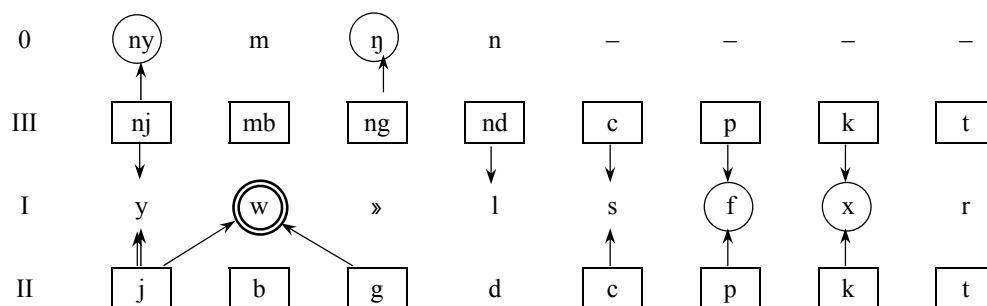 0 ny m ŋ n – – – –
III nj mb ng nd c p k t
I y w » l s f x r
II j b g d c p k t